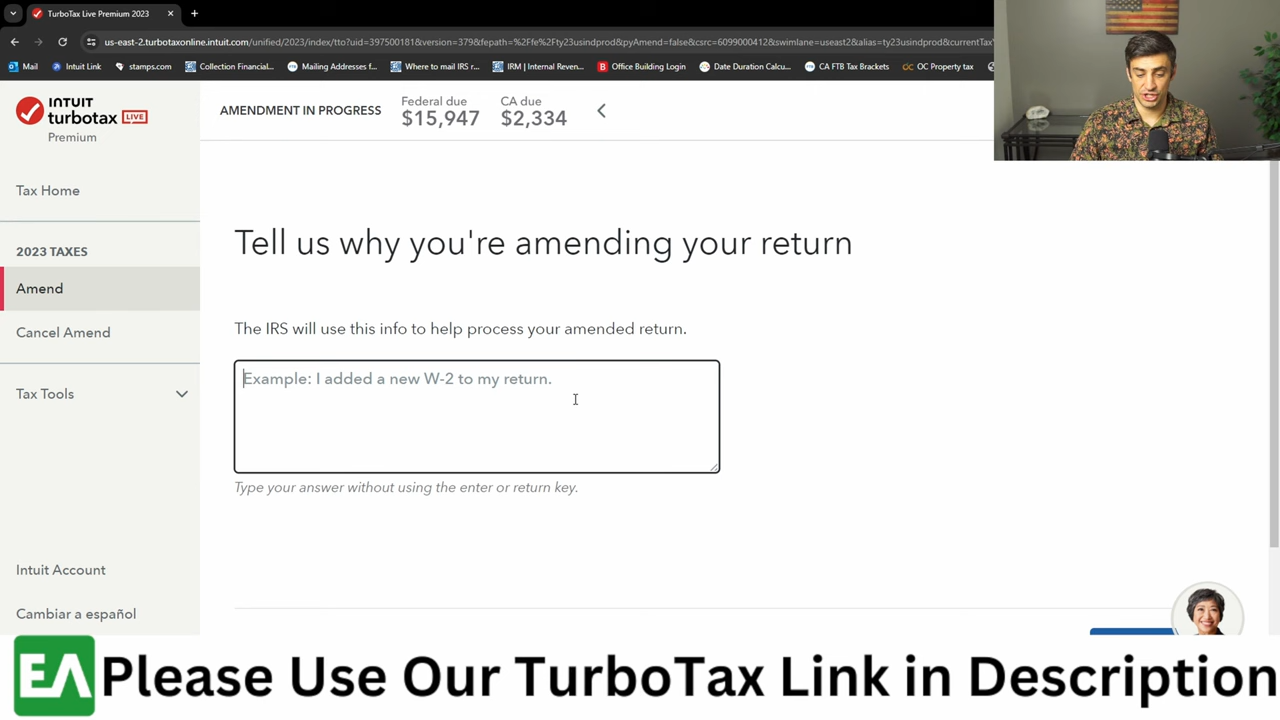 TurboTax Live Premium 2023
us-east-2.turbotaxonline.intuit.com/unified/2023/index/tto?uid=397500181&version=379&fepath=%2Ffe%2Fty23usindprod&pyAmend=false&csrc=6099000412&swimlane=useast2&alias=ty23usindprod&currentTax
Mail
Intuit Link
stamps.com
Collection Financial...
Mailing Addresses f...
Where to mail IRS r...
IRM | Internal Reven...
Office Building Login
Date Duration Calcu...
CA FTB Tax Brackets
OC Property tax
INTUIT
turbotax LIVE
Premium
AMENDMENT IN PROGRESS
Federal due
$15,947
CA due
$2,334
Tax Home
2023 TAXES
Amend
Cancel Amend
Tax Tools
Intuit Account
Cambiar a español
Tell us why you're amending your return
The IRS will use this info to help process your amended return.
Example: I added a new W-2 to my return.
Type your answer without using the enter or return key.
EA Please Use Our TurboTax Link in Description